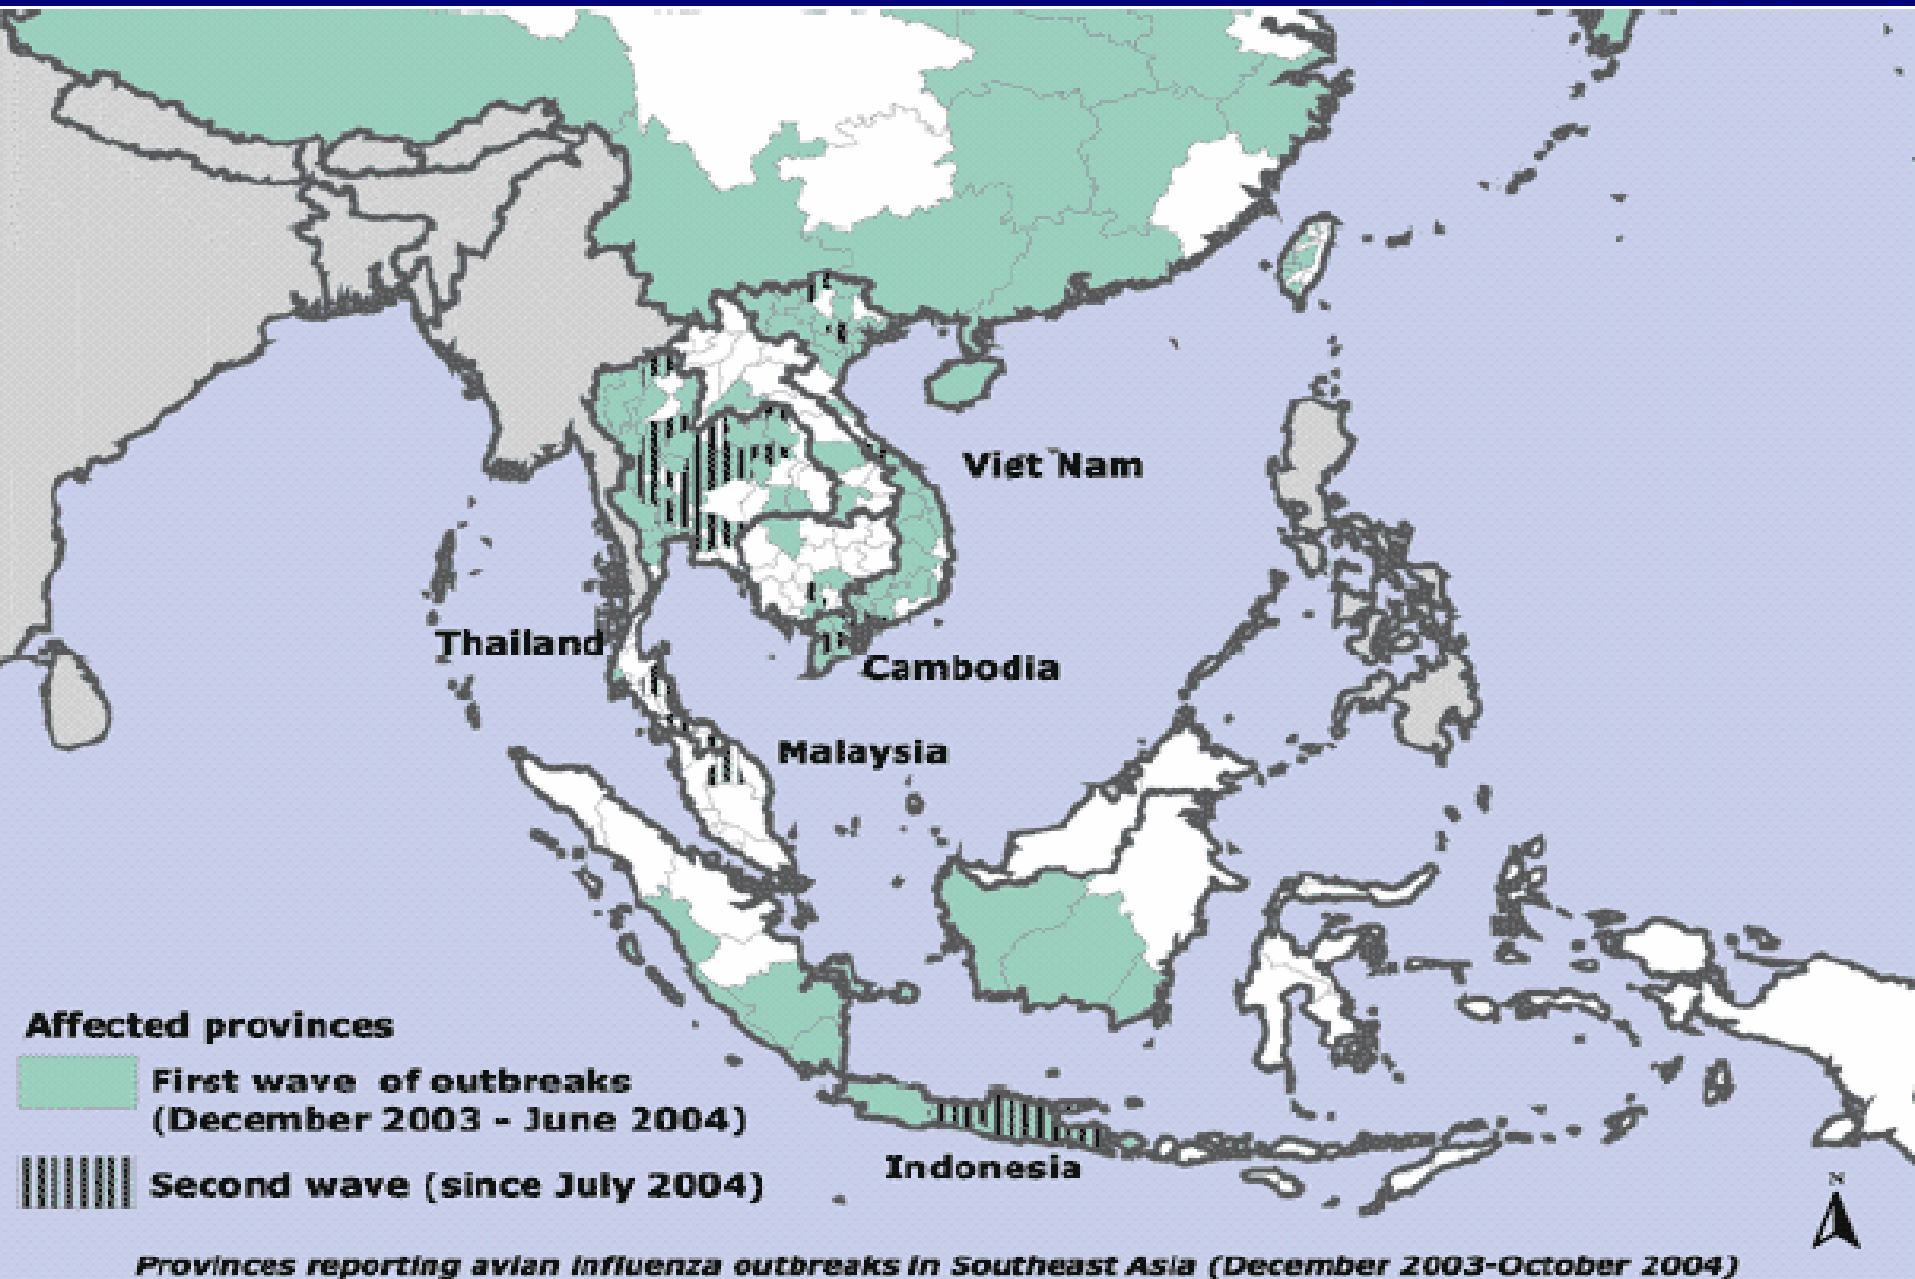 Viet Nam
Thailand
Cambodia
Malaysia
Indonesia
Affected provinces
First wave of outbreaks
(December 2003 - June 2004)
Second wave (since July 2004)
N
Provinces reporting avian influenza outbreaks in Southeast Asia (December 2003-October 2004)